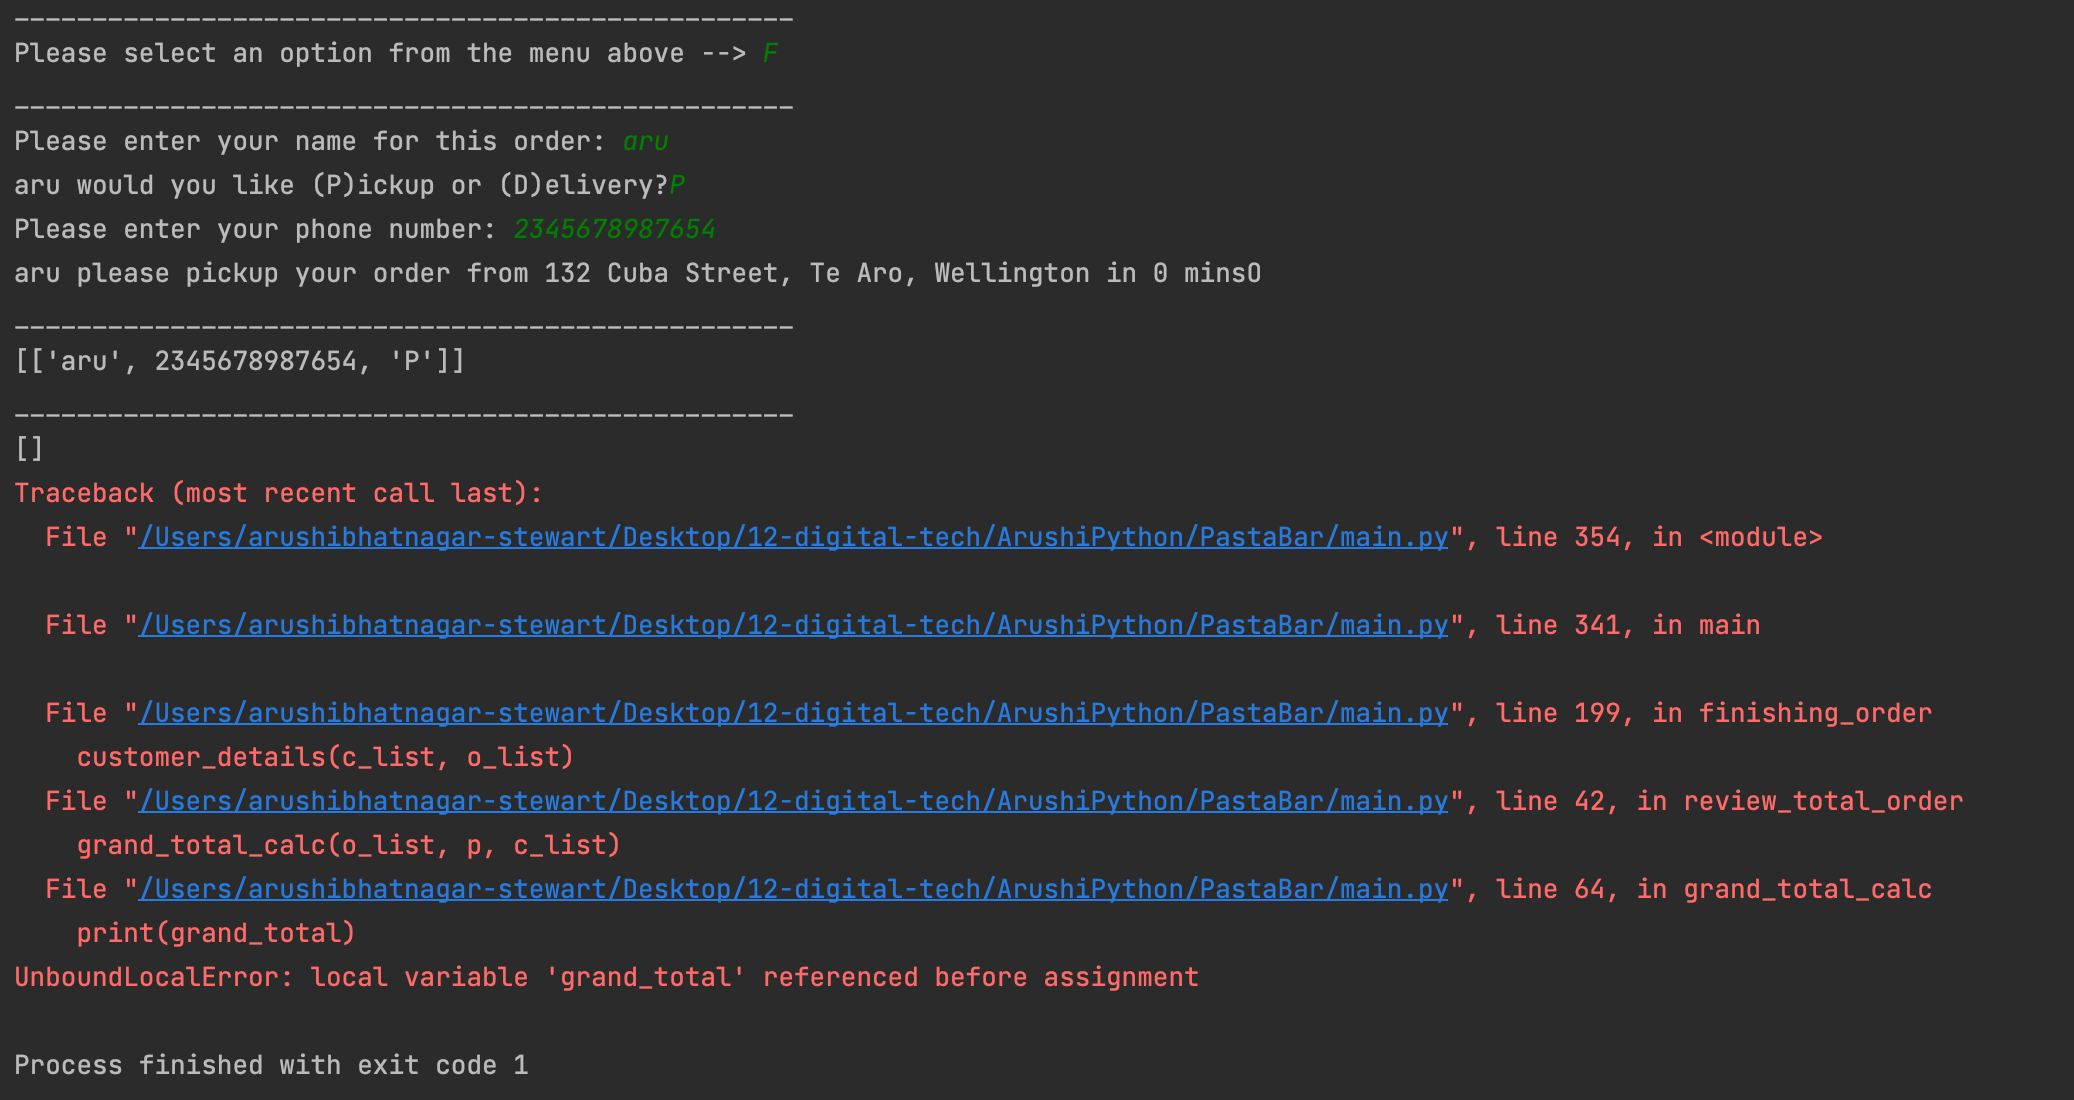 --------------------------------------------------
Please select an option from the menu above --> F
--------------------------------------------------
Please enter your name for this order: aru
aru would you like (P)ickup or (D)elivery?P
Please enter your phone number: 2345678987654
aru please pickup your order from 132 Cuba Street, Te Aro, Wellington in 0 minsO
--------------------------------------------------
[['aru', 2345678987654, 'P']]
--------------------------------------------------
[]
Traceback (most recent call last):
  File "/Users/arushibhatnagar-stewart/Desktop/12-digital-tech/ArushiPython/PastaBar/main.py", line 354, in <module>
  File "/Users/arushibhatnagar-stewart/Desktop/12-digital-tech/ArushiPython/PastaBar/main.py", line 341, in main
  File "/Users/arushibhatnagar-stewart/Desktop/12-digital-tech/ArushiPython/PastaBar/main.py", line 199, in finishing_order
    customer_details(c_list, o_list)
  File "/Users/arushibhatnagar-stewart/Desktop/12-digital-tech/ArushiPython/PastaBar/main.py", line 42, in review_total_order
    grand_total_calc(o_list, p, c_list)
  File "/Users/arushibhatnagar-stewart/Desktop/12-digital-tech/ArushiPython/PastaBar/main.py", line 64, in grand_total_calc
    print(grand_total)
UnboundLocalError: local variable 'grand_total' referenced before assignment
Process finished with exit code 1